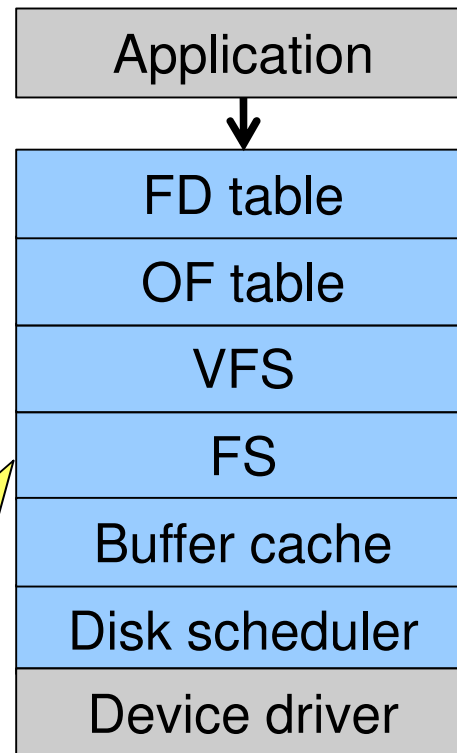 Application
FD table
OF table
VFS
FS
Buffer cache
Disk scheduler
Device driver